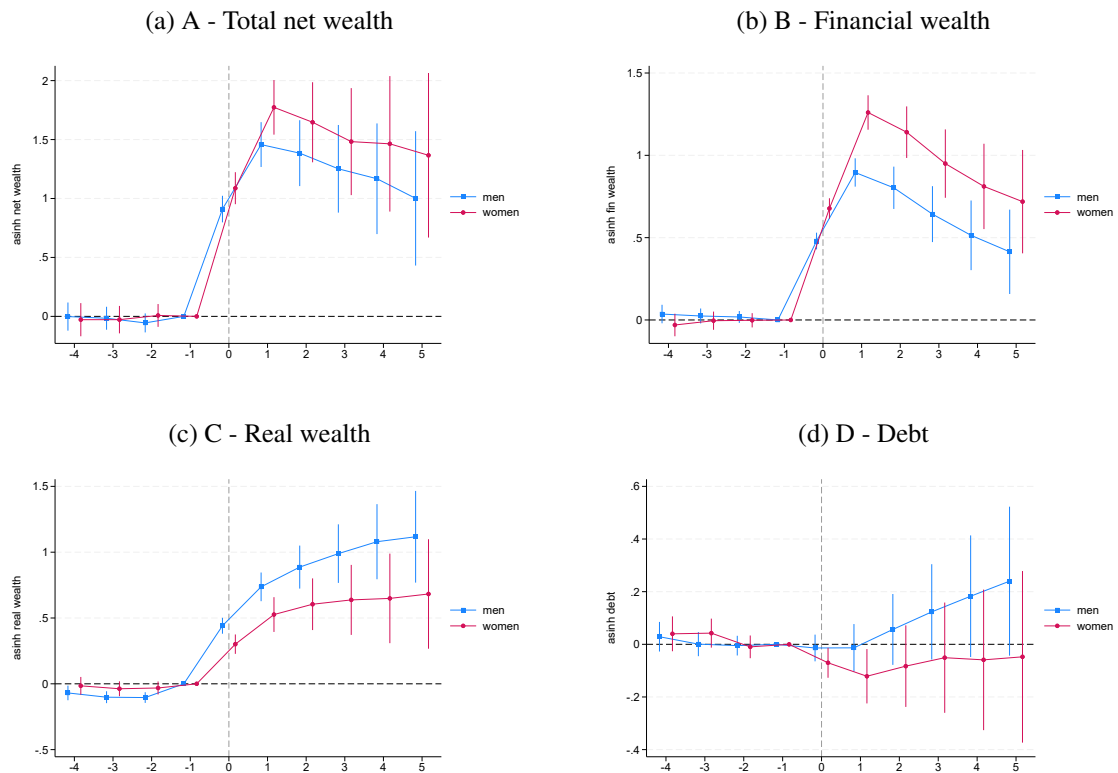 (a) A - Total net wealth
asinh net wealth
2
1.5
1
.5
0
-4 -3 -2 -1 0 1 2 3 4 5
men
women
(b) B - Financial wealth
asinh fin wealth
1.5
1
.5
0
-4 -3 -2 -1 0 1 2 3 4 5
men
women
(c) C - Real wealth
asinh real wealth
1.5
1
.5
0
-.5
-4 -3 -2 -1 0 1 2 3 4 5
men
women
(d) D - Debt
asinh debt
.6
.4
.2
0
-.2
-.4
-4 -3 -2 -1 0 1 2 3 4 5
men
women